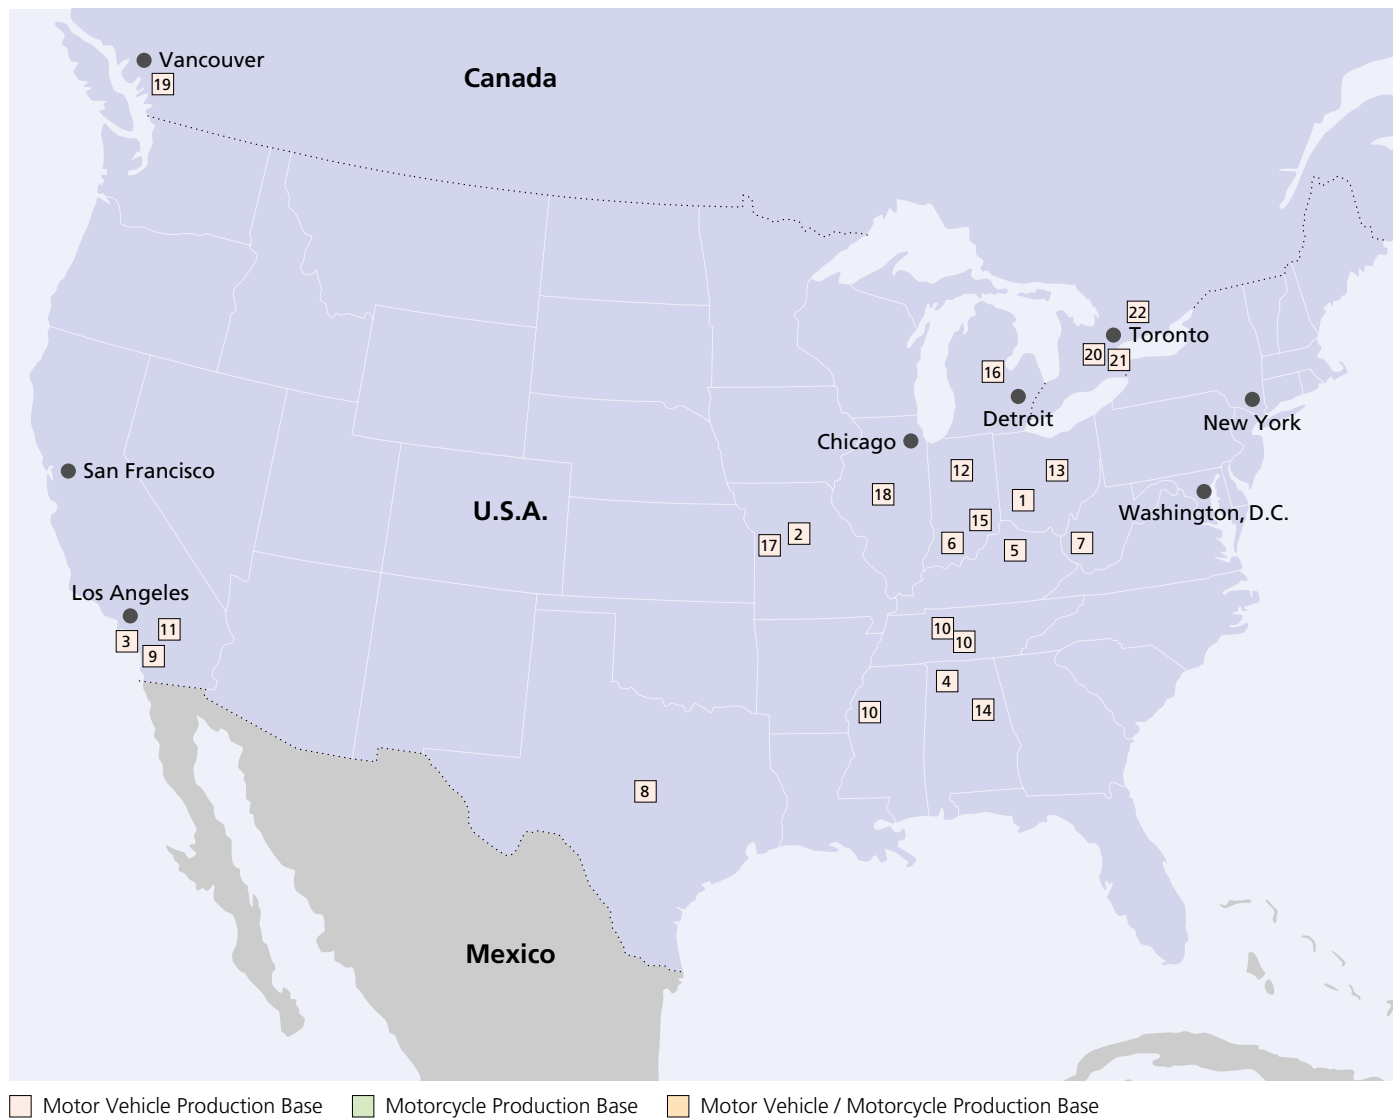 Vancouver
19
Canada
22
Toronto
20
21
16
Detroit
New York
Chicago
12
13
San Francisco
18
1
Washington, D.C.
U.S.A.
15
2
17
6
5
7
Los Angeles
11
3
9
10
10
4
14
10
8
Mexico
Motor Vehicle Production Base
Motorcycle Production Base
Motor Vehicle / Motorcycle Production Base